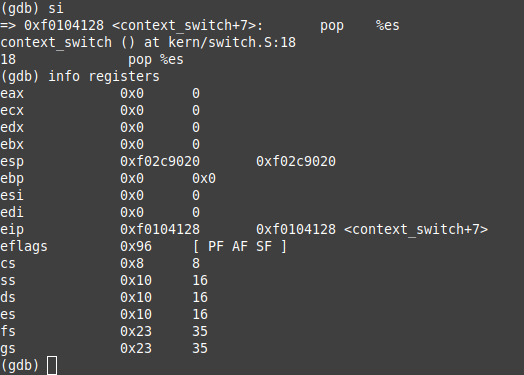 (gdb) si
=> 0xf0104128 <context_switch+7>: pop %es
context_switch () at kern/switch.S:18
18 pop %es
(gdb) info registers
eax 0x0 0
ecx 0x0 0
edx 0x0 0
ebx 0x0 0
esp 0xf02c9020 0xf02c9020
ebp 0x0 0x0
esi 0x0 0
edi 0x0 0
eip 0xf0104128 0xf0104128 <context_switch+7>
eflags 0x96 [ PF AF SF ]
cs 0x8 8
ss 0x10 16
ds 0x10 16
es 0x10 16
fs 0x23 35
gs 0x23 35
(gdb)